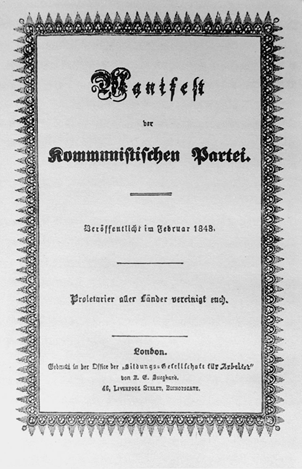 Manifest
der
Kommunistischen Partei.
Veröffentlicht im Februar 1848.
Proletarier aller Länder vereinigt euch.
London.
Gedruckt in der Office der „Bildungs-Gesellschaft für Arbeiter"
von J. E. Burghard.
46, LIVERPOOL STREET, BISHOPSGATE.